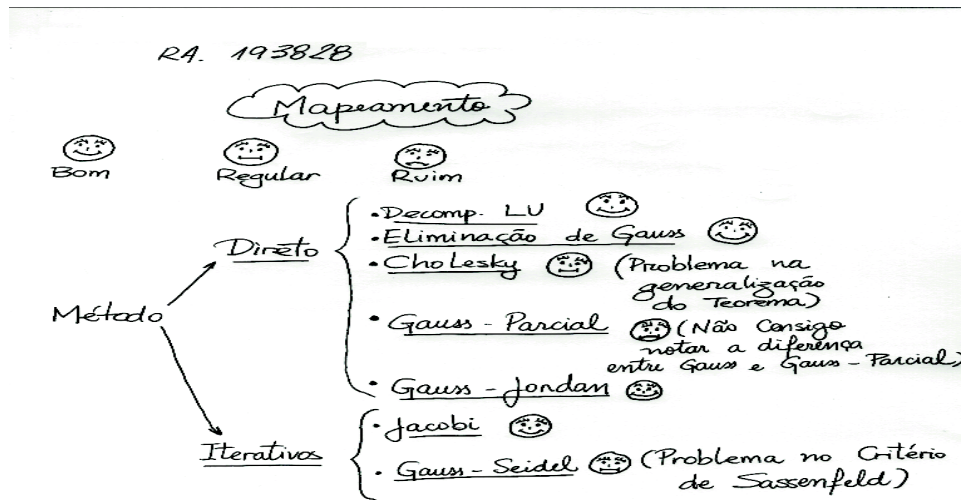 RA. 193828
Mapeamento
Bom Regular Ruim
Método
Direto
• Decomp. LU
• Eliminação de Gauss
• ChoLesky (Problema na
generalização
do Teorema)
• Gauss - Parcial (Não Consigo
notar a diferença
entre Gauss e Gauss - Parcial)
• Gauss - Jordan
Iterativos
• Jacobi
• Gauss - Seidel (Problema no Critério
de Sassenfeld)